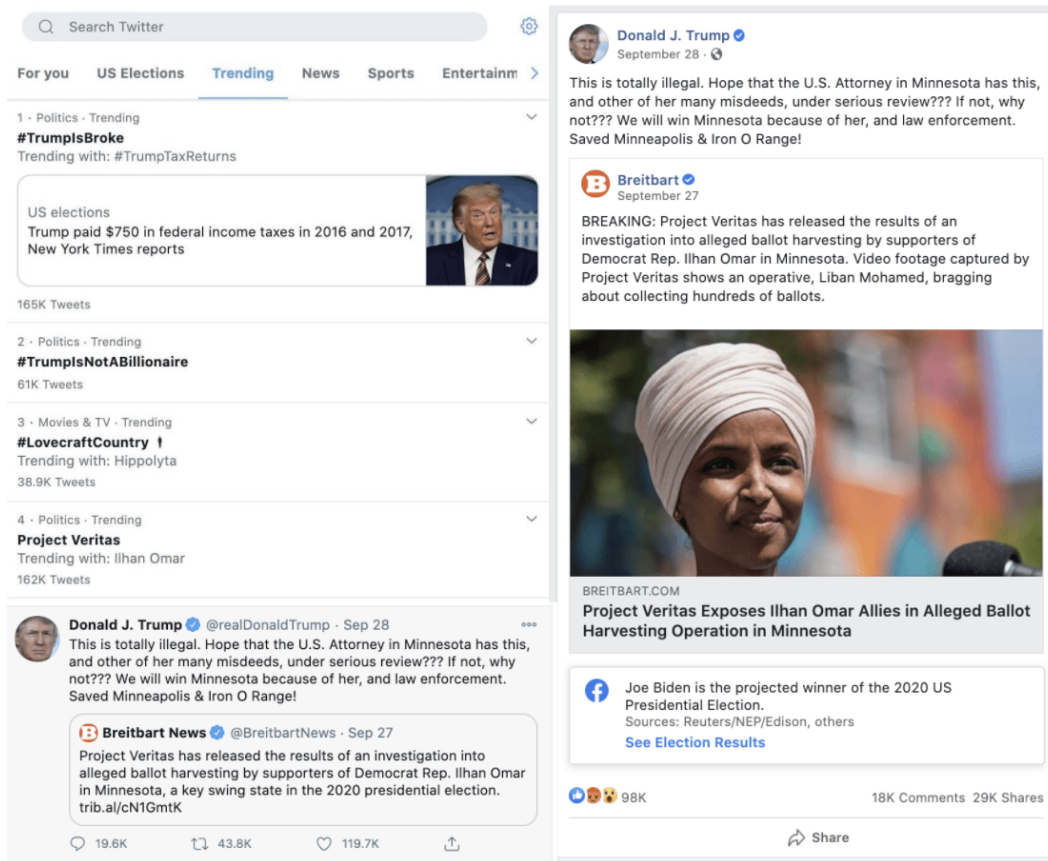 Search Twitter
For you US Elections Trending News Sports Entertainm
1 · Politics · Trending
#TrumpIsBroke
Trending with: #TrumpTaxReturns
US elections
Trump paid $750 in federal income taxes in 2016 and 2017,
New York Times reports
165K Tweets
2 · Politics · Trending
#TrumpIsNotABillionaire
61K Tweets
3 · Movies & TV · Trending
#LovecraftCountry
Trending with: Hippolyta
38.9K Tweets
4 · Politics · Trending
Project Veritas
Trending with: Ilhan Omar
162K Tweets
Donald J. Trump @realDonaldTrump · Sep 28
This is totally illegal. Hope that the U.S. Attorney in Minnesota has this,
and other of her many misdeeds, under serious review??? If not, why
not??? We will win Minnesota because of her, and law enforcement.
Saved Minneapolis & Iron O Range!
B Breitbart News @BreitbartNews · Sep 27
Project Veritas has released the results of an investigation into
alleged ballot harvesting by supporters of Democrat Rep. Ilhan Omar
in Minnesota, a key swing state in the 2020 presidential election.
trib.al/cN1GmtK
19.6K 43.8K 119.7K
Donald J. Trump
September 28 ·
This is totally illegal. Hope that the U.S. Attorney in Minnesota has this,
and other of her many misdeeds, under serious review??? If not, why
not??? We will win Minnesota because of her, and law enforcement.
Saved Minneapolis & Iron O Range!
B Breitbart
September 27
BREAKING: Project Veritas has released the results of an
investigation into alleged ballot harvesting by supporters of
Democrat Rep. Ilhan Omar in Minnesota. Video footage captured by
Project Veritas shows an operative, Liban Mohamed, bragging
about collecting hundreds of ballots.
BREITBART.COM
Project Veritas Exposes Ilhan Omar Allies in Alleged Ballot
Harvesting Operation in Minnesota
Joe Biden is the projected winner of the 2020 US
Presidential Election.
Sources: Reuters/NEP/Edison, others
See Election Results
98K 18K Comments 29K Shares
Share